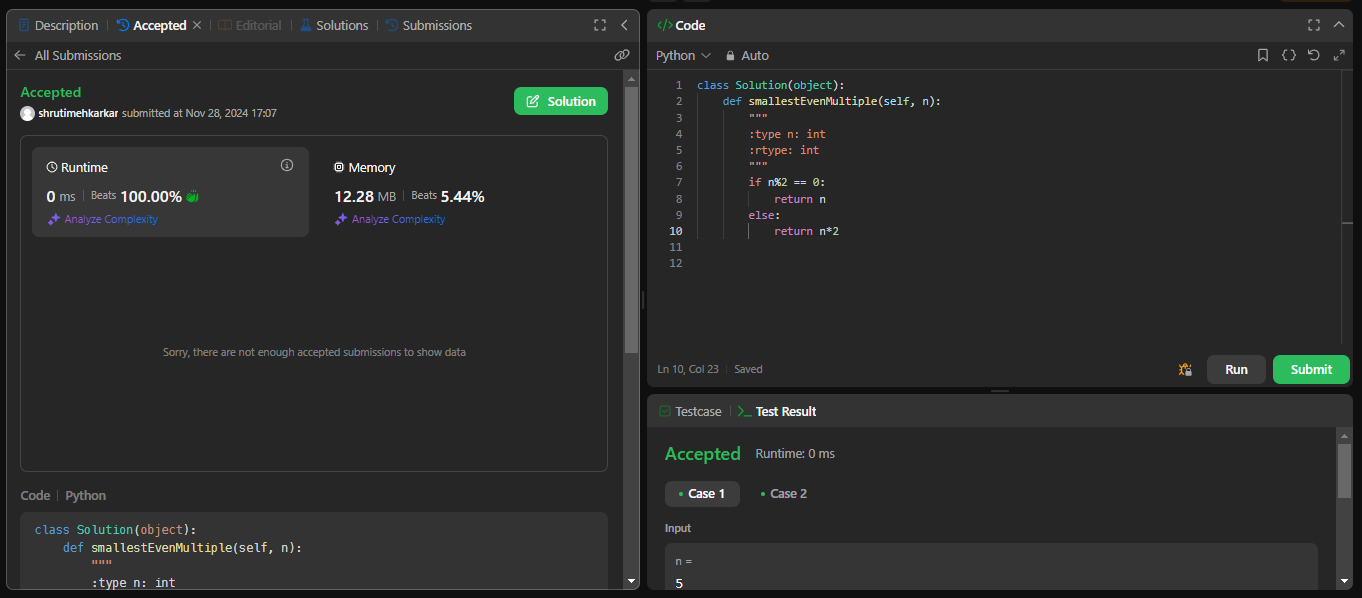 Description | Accepted × | Editorial | Solutions | Submissions
All Submissions
Accepted
shrutimehkarkar submitted at Nov 28, 2024 17:07
Solution
Runtime
0 ms | Beats 100.00%
Analyze Complexity
Memory
12.28 MB | Beats 5.44%
Analyze Complexity
Sorry, there are not enough accepted submissions to show data
Code | Python
class Solution(object):
    def smallestEvenMultiple(self, n):
        """
        :type n: int
</> Code
Python
Auto
1 class Solution(object):
2     def smallestEvenMultiple(self, n):
3         """
4         :type n: int
5         :rtype: int
6         """
7         if n%2 == 0:
8             return n
9         else:
10             return n*2
11
12
Ln 10, Col 23 | Saved
Run
Submit
Testcase | >_ Test Result
Accepted Runtime: 0 ms
• Case 1 • Case 2
Input
n =
5